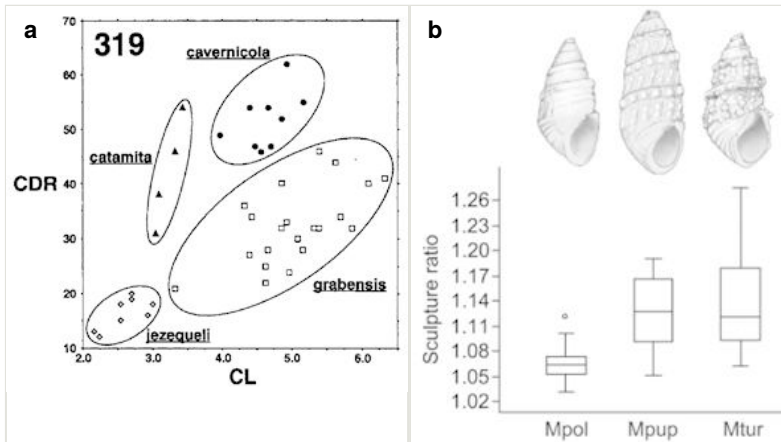 a
319
cavernicola
catamita
grabensis
jezequeli
CDR
70
60
50
40
30
20
10
2.0 3.0 4.0 5.0 6.0
CL
b
Sculpture ratio
1.26
1.23
1.20
1.17
1.14
1.11
1.08
1.05
1.02
Mpol Mpup Mtur